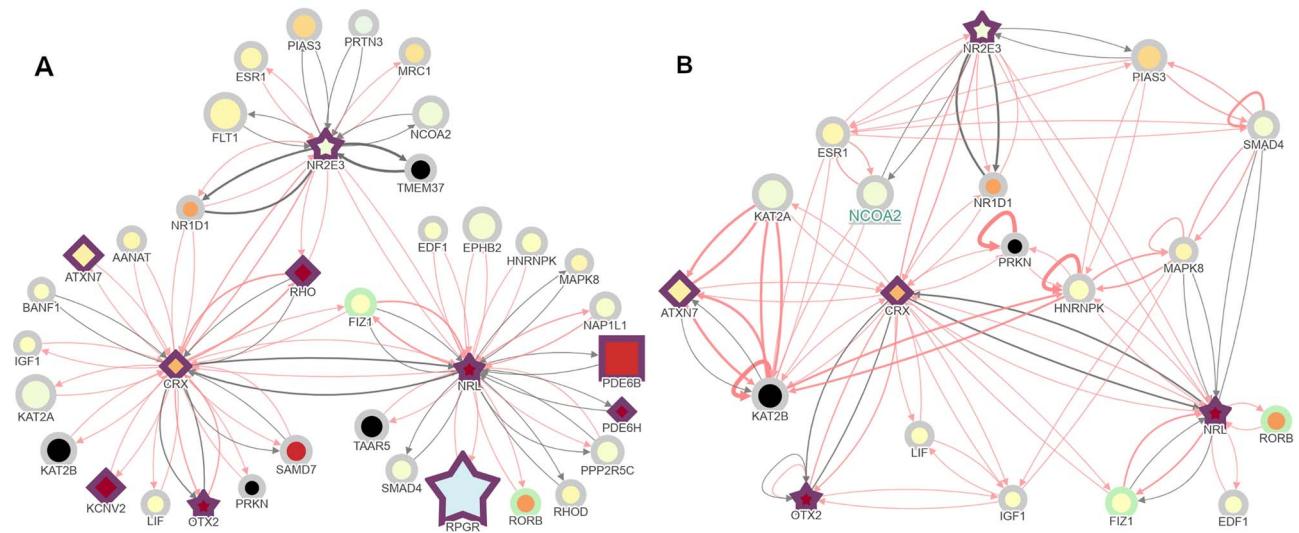 A
PIAS3
PRTN3
ESR1
MRC1
FLT1
NCOA2
NR2E3
TMEM37
NR1D1
ATXN7
AANAT
EDF1
EPHB2
HNRNPK
RHO
MAPK8
BANF1
FIZ1
NAP1L1
IGF1
CRX
NRL
PDE6B
KAT2A
PDE6H
TAAR5
KAT2B
SAMD7
PPP2R5C
SMAD4
KCNV2
LIF
OTX2
PRKN
RPGR
RORB
RHOD
B
NR2E3
PIAS3
ESR1
SMAD4
KAT2A
NCOA2
NR1D1
PRKN
MAPK8
ATXN7
CRX
HNRNPK
KAT2B
NRL
RORB
LIF
OTX2
IGF1
FIZ1
EDF1